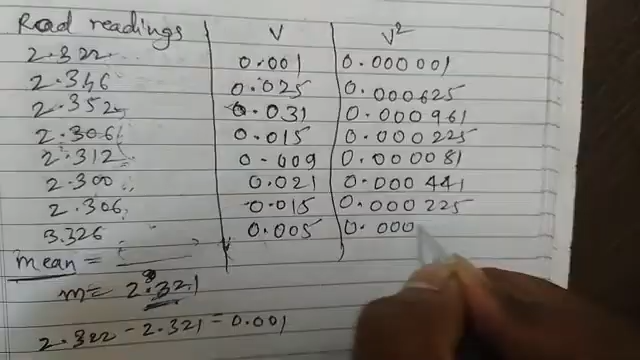 Road readings V V²
2.322 0.001 0.000001
2.346 0.025 0.000625
2.352 0.031 0.000961
2.306 0.015 0.000225
2.312 0.009 0.000081
2.300 0.021 0.000441
2.306 0.015 0.000225
3.326 0.005 0.000
mean =
m = 2.321
2.322 - 2.321 = 0.001